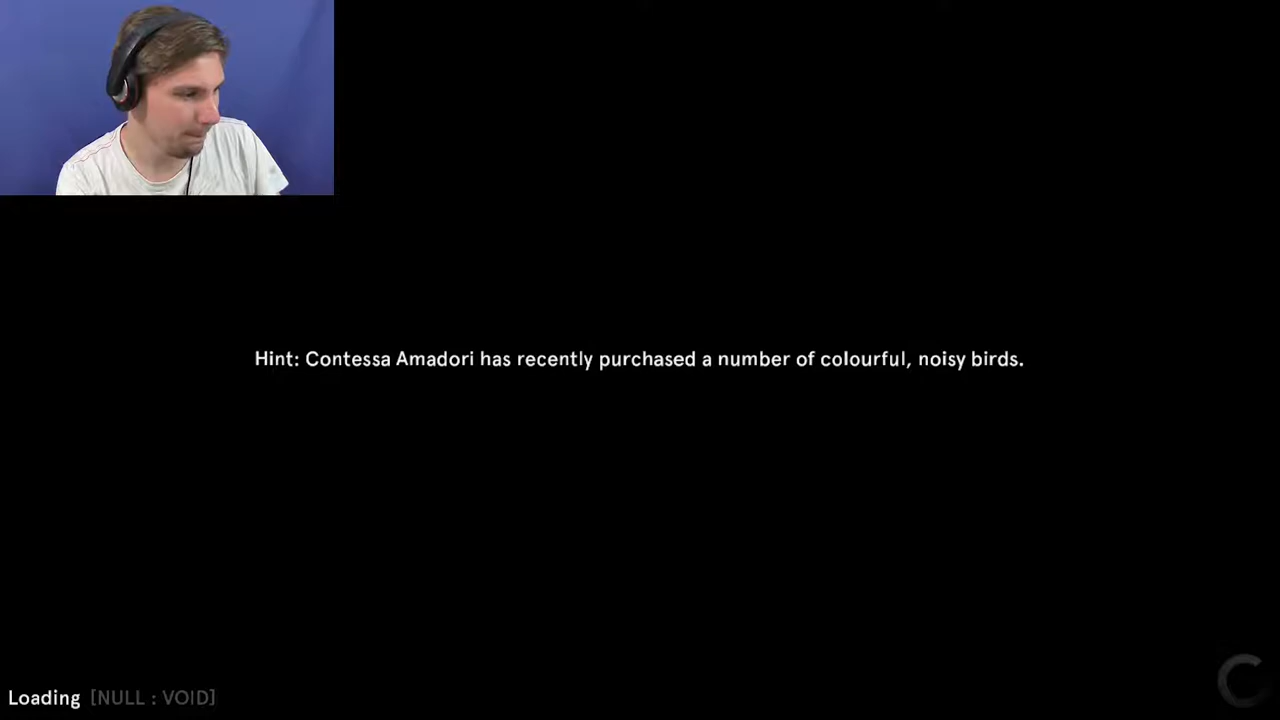 Hint: Contessa Amadori has recently purchased a number of colourful, noisy birds.
Loading [NULL : VOID]